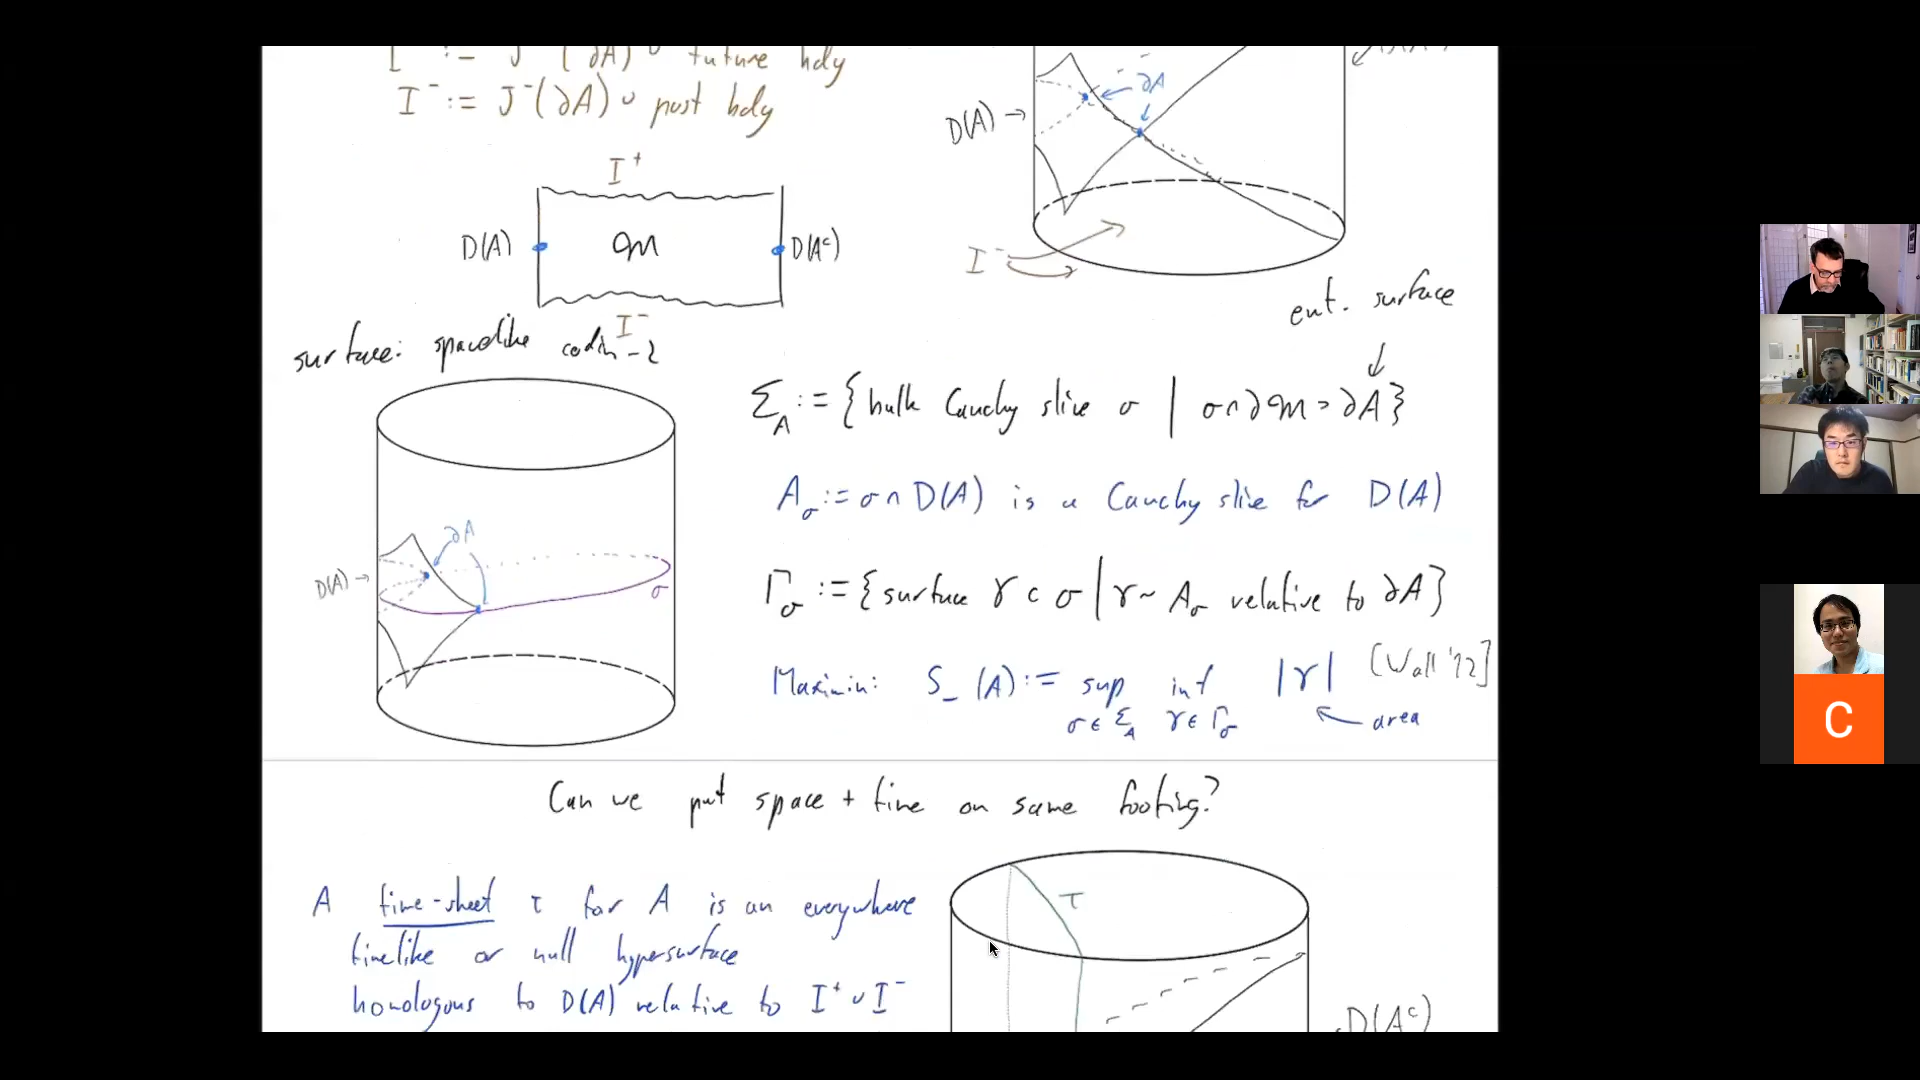 I⁺ := J⁺(∂A) ∪ future bdy
I⁻ := J⁻(∂A) ∪ past bdy
∂A
D(A) →
I⁺
D(A)
𝓜
D(Aᶜ)
I⁻
I⁻
ent. surface
surface: spacelike codim-2
Σ_A := {bulk Cauchy slice σ | σ∩∂𝓜 = ∂A}
A_σ := σ∩D(A) is a Cauchy slice for D(A)
∂A
D(A) →
σ
Γ_σ := {surface γ ⊂ σ | γ ~ A_σ relative to ∂A}
Maximin: S₋(A) := sup inf |γ| [Wall '12]
σ∈Σ_A γ∈Γ_σ ← area
Can we put space + time on same footing?
A time-sheet τ for A is an everywhere
timelike or null hypersurface
homologous to D(A) relative to I⁺ ∪ I⁻
τ
D(Aᶜ)
C